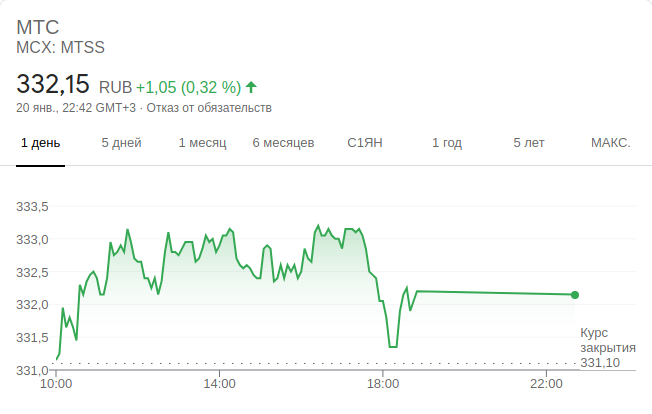 МТС
MCX: MTSS
332,15 RUB +1,05 (0,32 %)
20 янв., 22:42 GMT+3 · Отказ от обязательств
1 день 5 дней 1 месяц 6 месяцев С1ЯН 1 год 5 лет МАКС.
333,5
333,0
332,5
332,0
331,5
331,0
Курс
закрытия
331,10
10:00 14:00 18:00 22:00